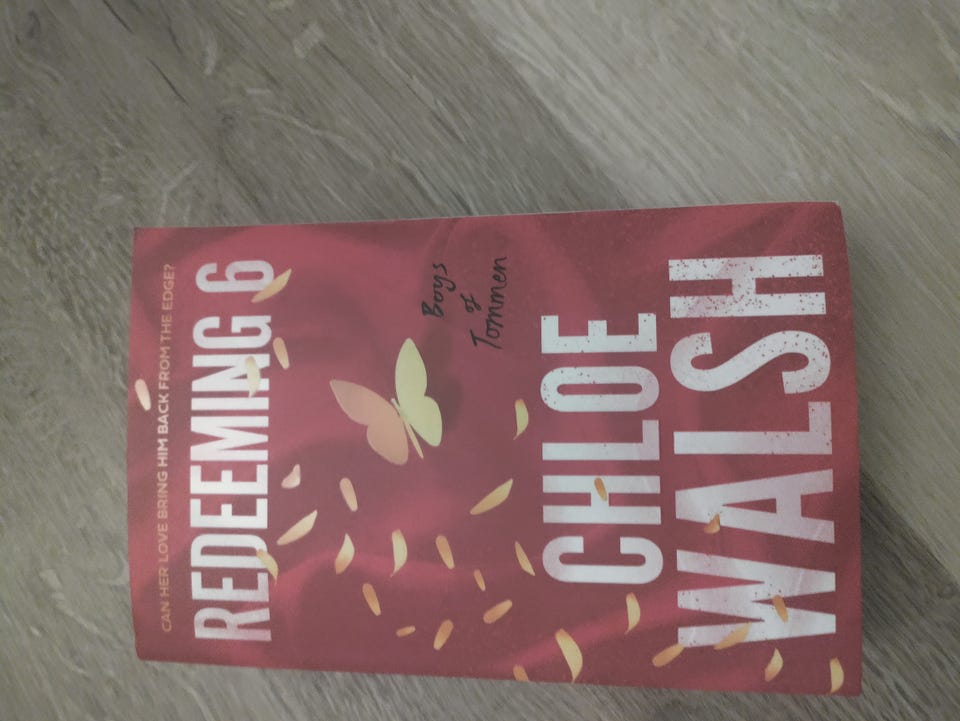 CAN HER LOVE BRING HIM BACK FROM THE EDGE?
REDEEMING 6
Boys
of
Tommen
CHLOE
WALSH